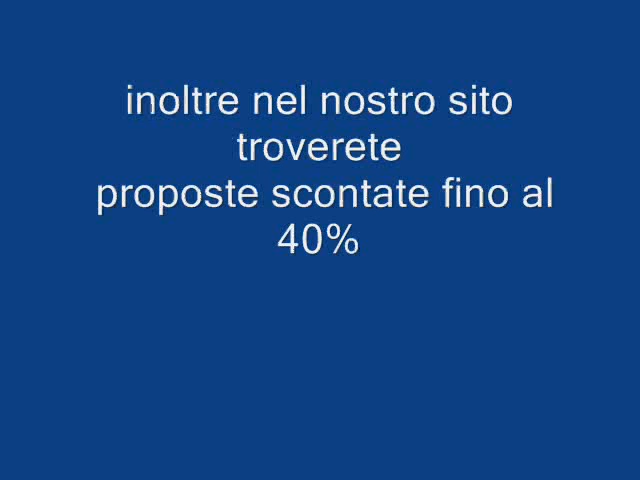 inoltre nel nostro sito
troverete
proposte scontate fino al
40%